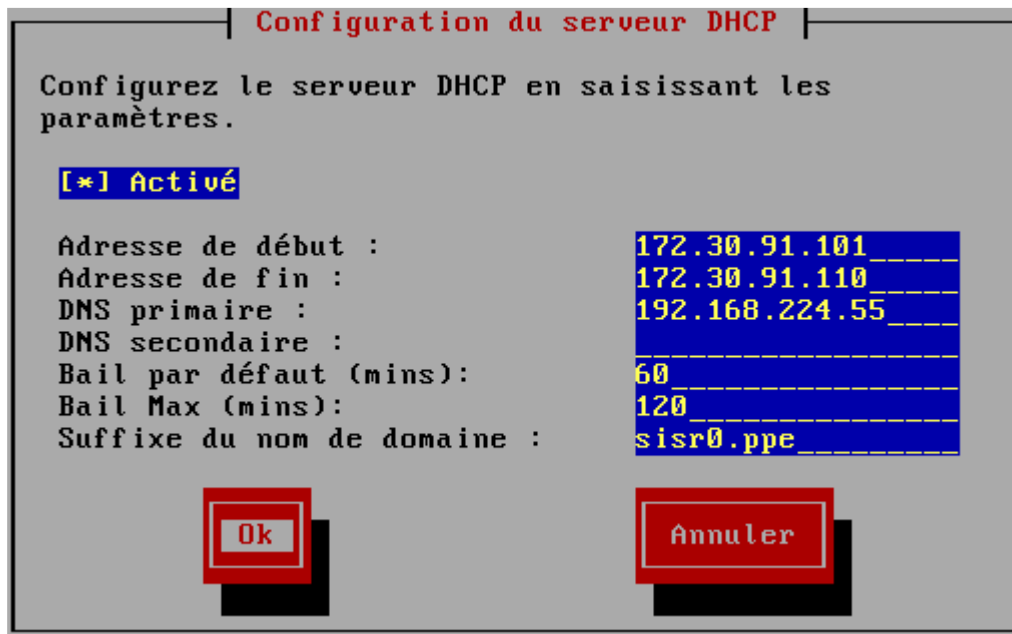 Configuration du serveur DHCP
Configurez le serveur DHCP en saisissant les
paramètres.
[*] Activé
Adresse de début : 172.30.91.101_____
Adresse de fin : 172.30.91.110_____
DNS primaire : 192.168.224.55____
DNS secondaire : __________________
Bail par défaut (mins): 60________________
Bail Max (mins): 120_______________
Suffixe du nom de domaine : sisr0.ppe_________
Ok Annuler